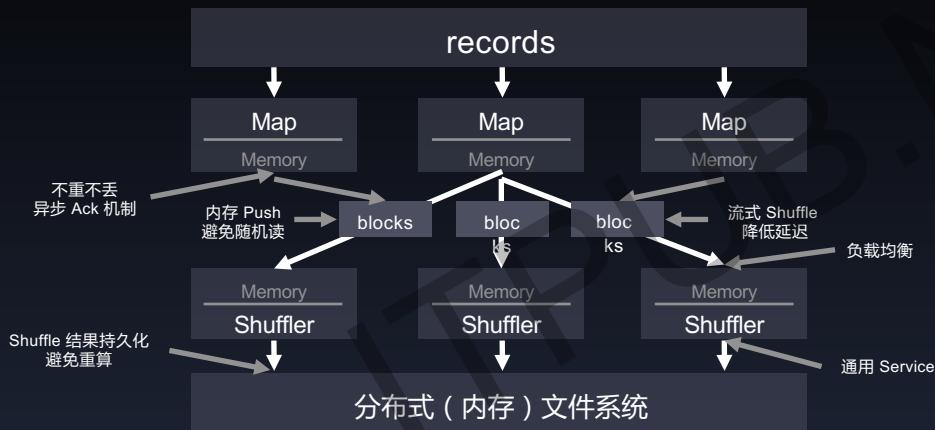 records
Map
Map
Map
Memory
Memory
Memory
不重不丢
异步 Ack 机制
内存 Push
避免随机读
blocks
bloc
ks
bloc
ks
流式 Shuffle
降低延迟
负载均衡
Memory
Memory
Memory
Shuffler
Shuffler
Shuffler
Shuffle 结果持久化
避免重算
通用 Service
分布式（内存）文件系统
ITPUB.N